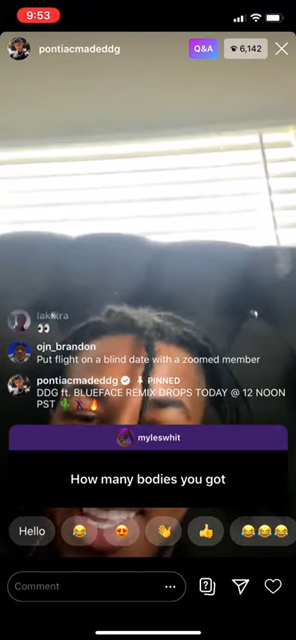 9:53
pontiacmadeddg
Q&A
6,142
lakikra
👀
ojn_brandon
Put flight on a blind date with a zoomed member
pontiacmadeddg PINNED
DDG ft. BLUEFACE REMIX DROPS TODAY @ 12 NOON
PST 🌵 🔥
myleswhit
How many bodies you got
Hello 😂 😍 👋 👍 😂😂😂
Comment